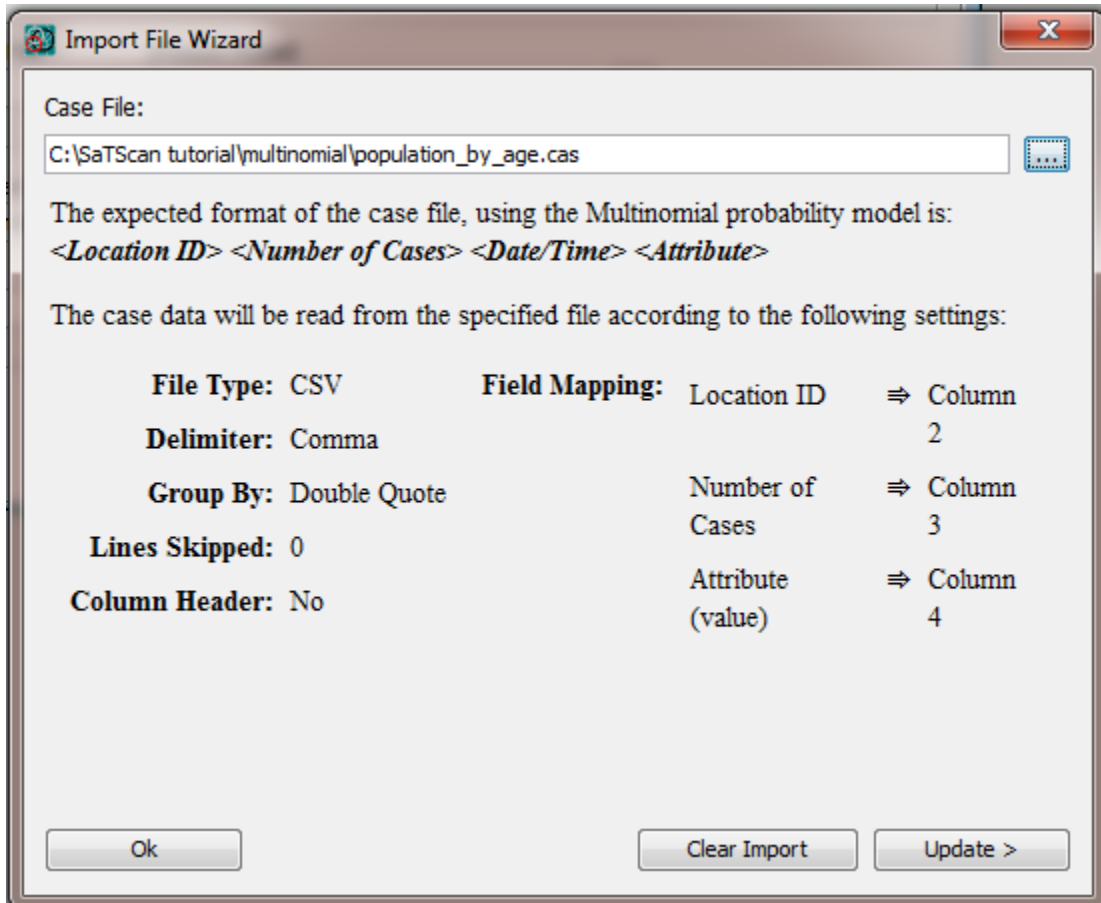 Import File Wizard
x
Case File:
C:\SaTScan tutorial\multinomial\population_by_age.cas
...
The expected format of the case file, using the Multinomial probability model is:
<Location ID> <Number of Cases> <Date/Time> <Attribute>
The case data will be read from the specified file according to the following settings:
File Type: CSV
Delimiter: Comma
Group By: Double Quote
Lines Skipped: 0
Column Header: No
Field Mapping:
Location ID ⇛ Column
2
Number of ⇛ Column
Cases 3
Attribute ⇛ Column
(value) 4
Ok
Clear Import
Update >